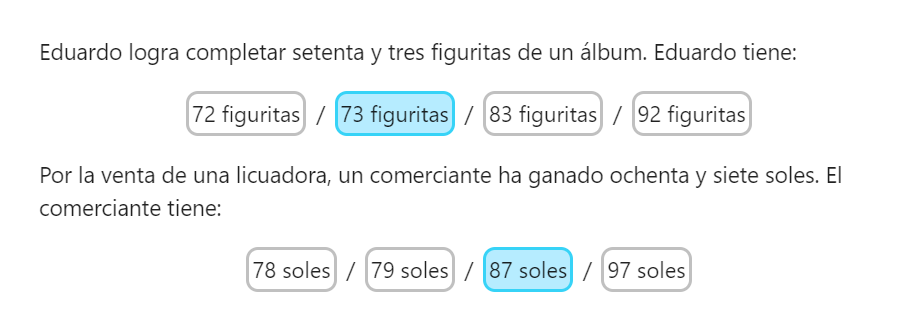 Eduardo logra completar setenta y tres figuritas de un álbum. Eduardo tiene:
72 figuritas / 73 figuritas / 83 figuritas / 92 figuritas
Por la venta de una licuadora, un comerciante ha ganado ochenta y siete soles. El
comerciante tiene:
78 soles / 79 soles / 87 soles / 97 soles